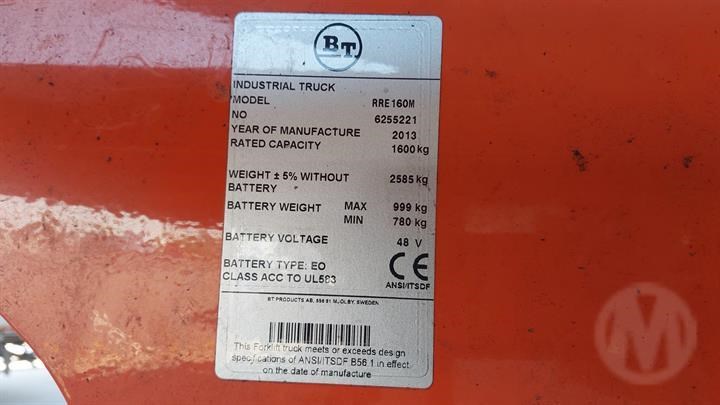 BT
INDUSTRIAL TRUCK
MODEL RRE160M
NO 6255221
YEAR OF MANUFACTURE 2013
RATED CAPACITY 1600 kg
WEIGHT ± 5% WITHOUT 2585 kg
BATTERY
BATTERY WEIGHT MAX 999 kg
MIN 780 kg
BATTERY VOLTAGE 48 V
BATTERY TYPE: EO CE
CLASS ACC TO UL583 ANSI/ITSDF
BT PRODUCTS AB, 595 81 MJOLBY, SWEDEN
This Forklift truck meets or exceeds design
specifications of ANSI/ITSDF B56.1 in effect
on the date of manufacture
M